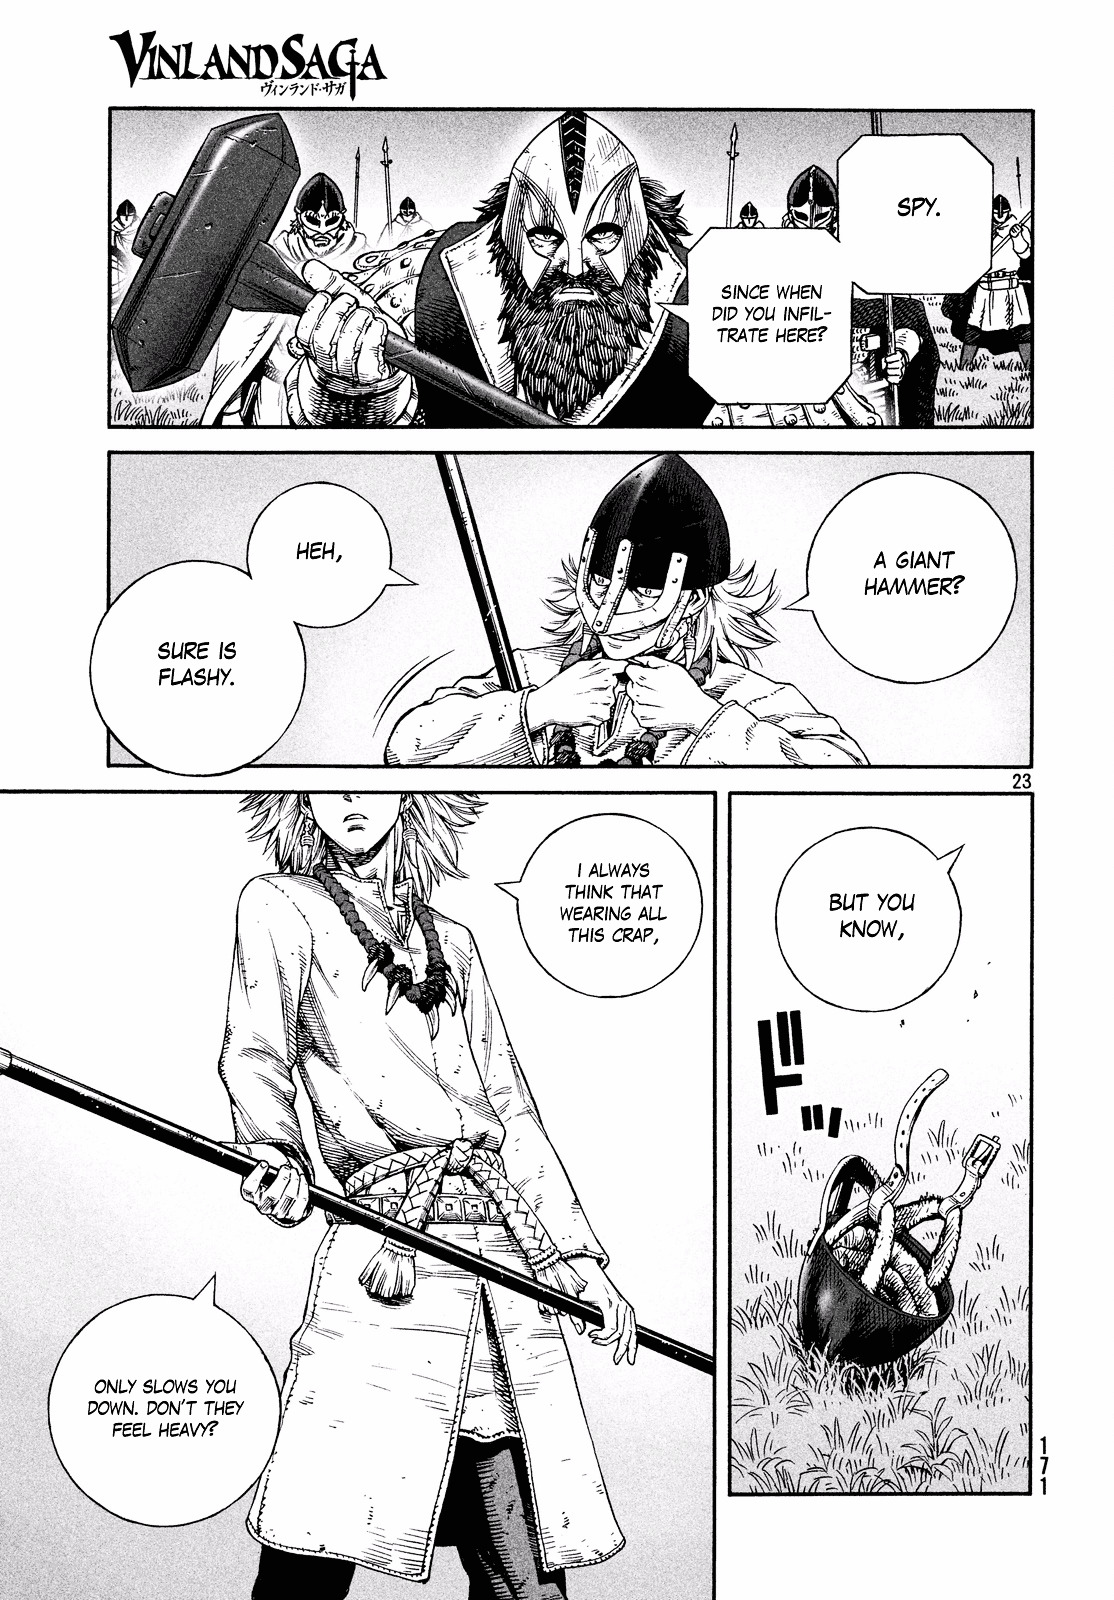 VINLAND SAGA
ヴィンランド・サガ
SPY.
SINCE WHEN
DID YOU INFIL-
TRATE HERE?
A GIANT
HAMMER?
HEH,
SURE IS
FLASHY.
23
BUT YOU
KNOW,
ドッ
I ALWAYS
THINK THAT
WEARING ALL
THIS CRAP,
ONLY SLOWS YOU
DOWN. DON'T THEY
FEEL HEAVY?
171